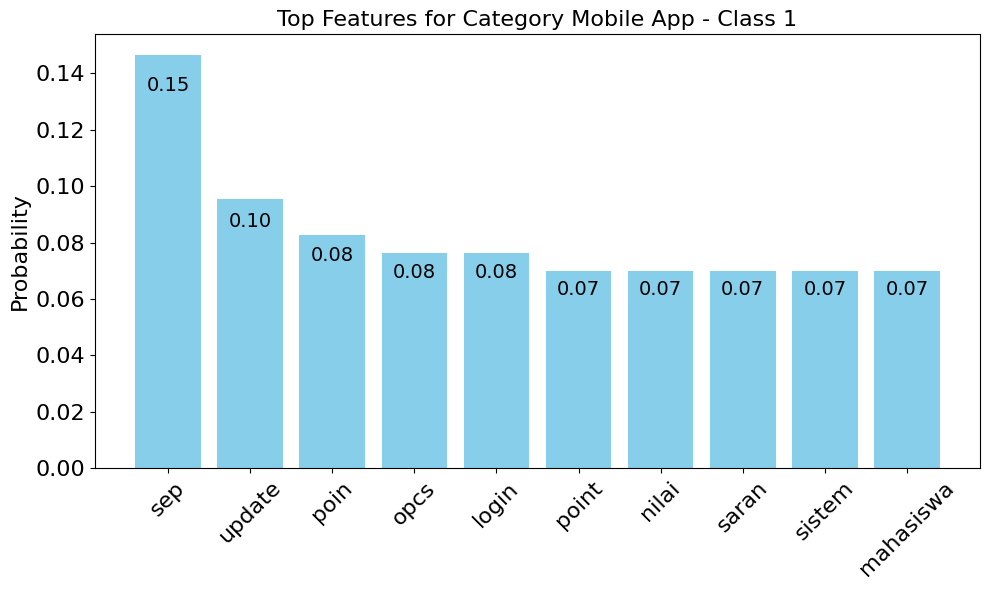 Top Features for Category Mobile App - Class 1
Probability
0.14
0.12
0.10
0.08
0.06
0.04
0.02
0.00
0.15
0.10
0.08
0.08
0.08
0.07
0.07
0.07
0.07
0.07
sep
update
poin
opcs
login
point
nilai
saran
sistem
mahasiswa